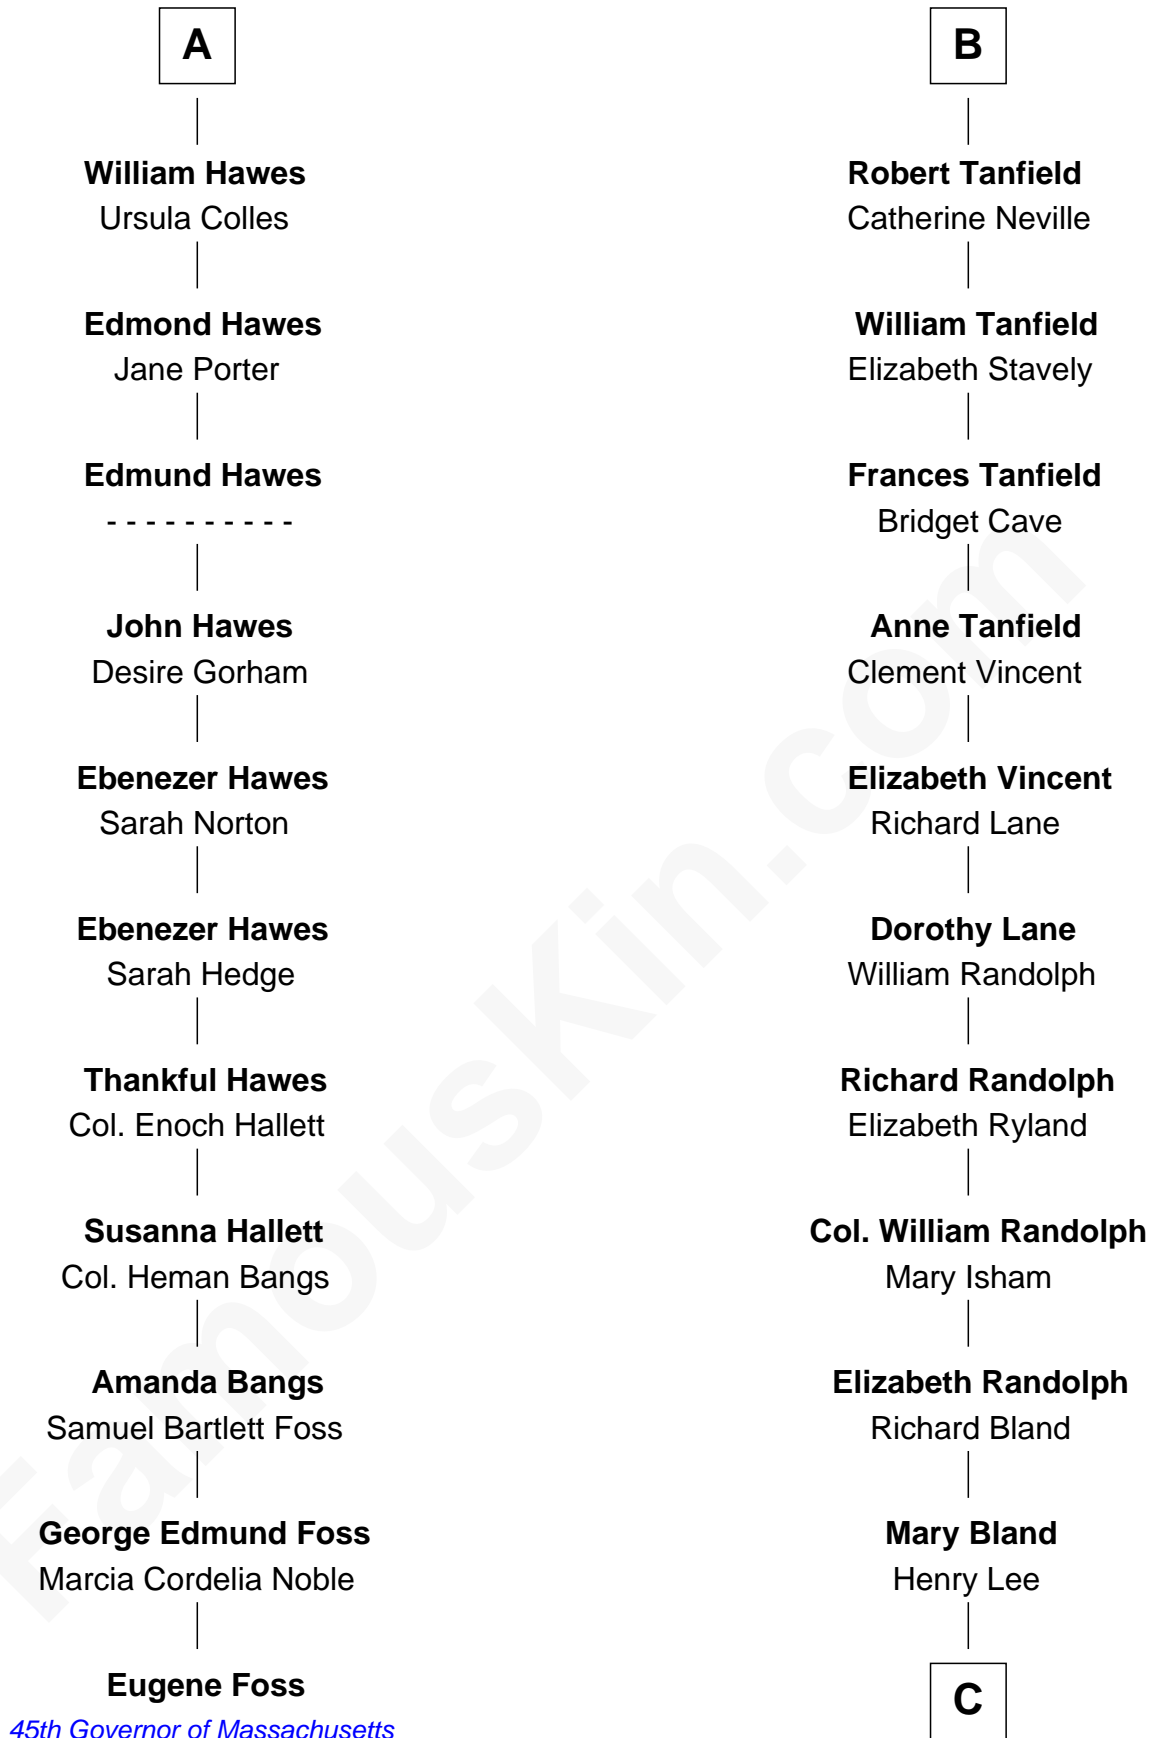 A
William Hawes
Ursula Colles
Edmond Hawes
Jane Porter
Edmund Hawes
- - - - - - - - - -
John Hawes
Desire Gorham
Ebenezer Hawes
Sarah Norton
Ebenezer Hawes
Sarah Hedge
Thankful Hawes
Col. Enoch Hallett
Susanna Hallett
Col. Heman Bangs
Amanda Bangs
Samuel Bartlett Foss
George Edmund Foss
Marcia Cordelia Noble
Eugene Foss
45th Governor of Massachusetts
B
Robert Tanfield
Catherine Neville
William Tanfield
Elizabeth Stavely
Frances Tanfield
Bridget Cave
Anne Tanfield
Clement Vincent
Elizabeth Vincent
Richard Lane
Dorothy Lane
William Randolph
Richard Randolph
Elizabeth Ryland
Col. William Randolph
Mary Isham
Elizabeth Randolph
Richard Bland
Mary Bland
Henry Lee
C
FamousKin.com